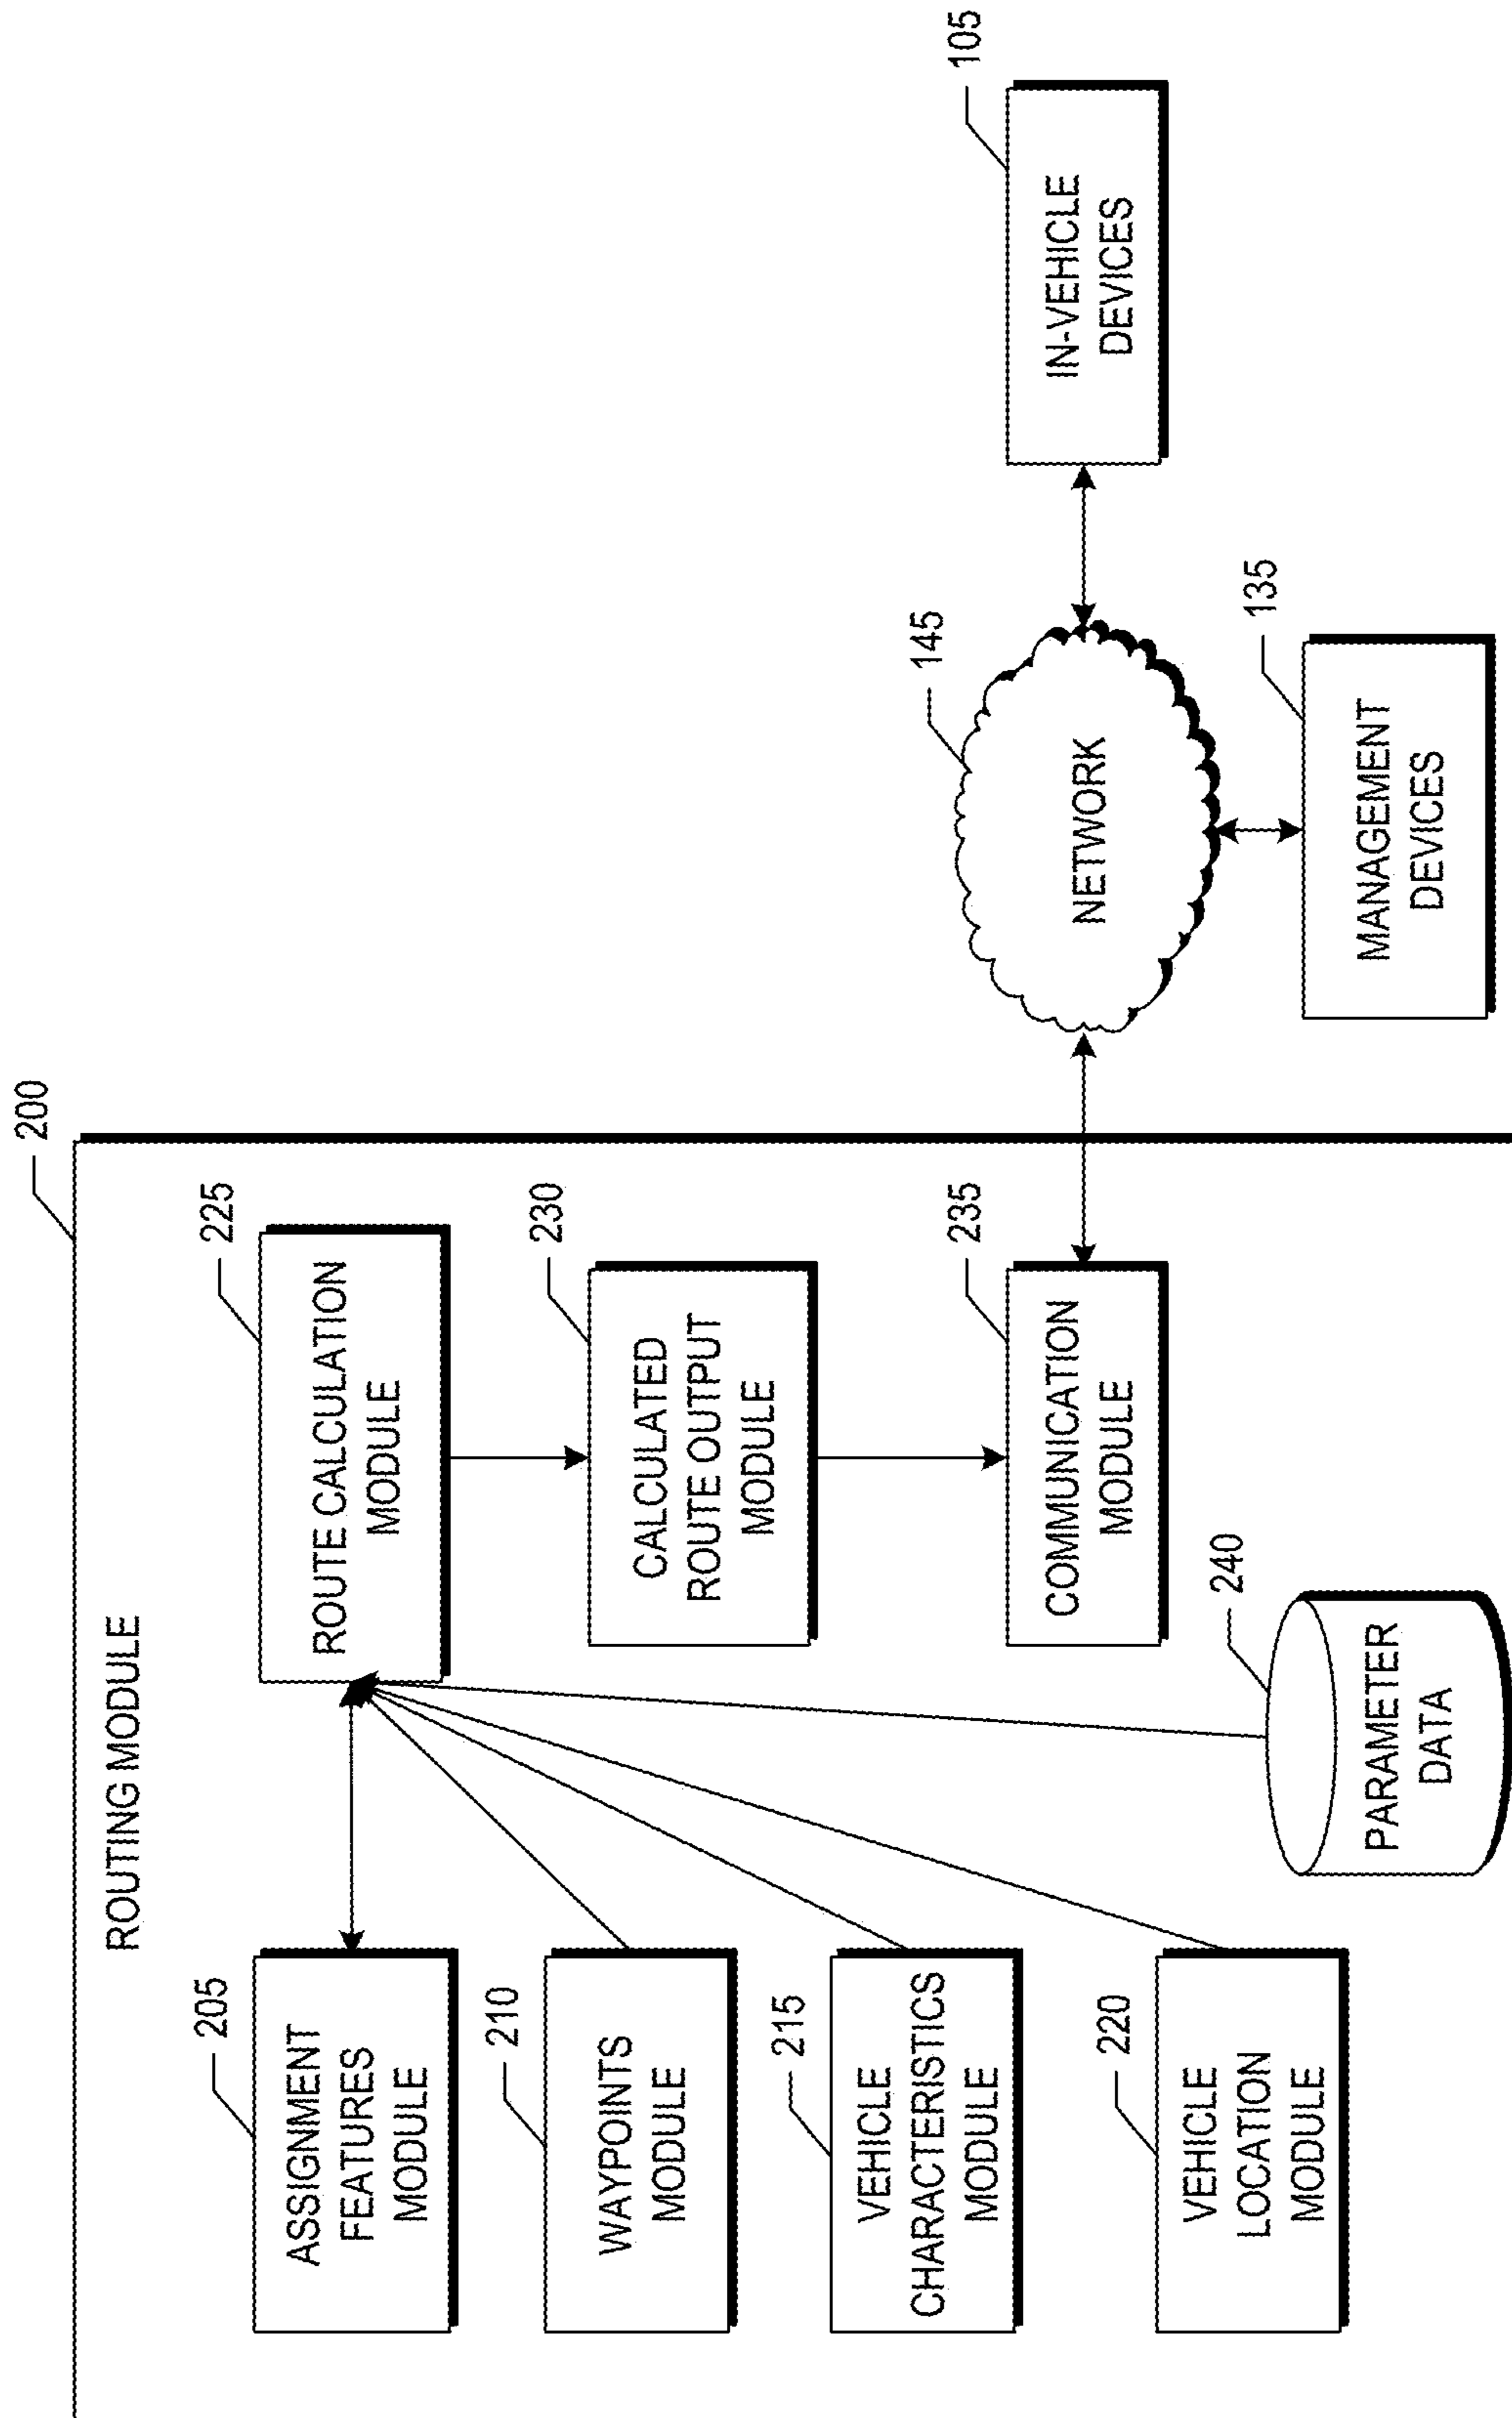 200
ROUTING MODULE
205
ASSIGNMENT
FEATURES
MODULE
210
WAYPOINTS
MODULE
215
VEHICLE
CHARACTERISTICS
MODULE
220
VEHICLE
LOCATION
MODULE
225
ROUTE CALCULATION
MODULE
230
CALCULATED
ROUTE OUTPUT
MODULE
235
COMMUNICATION
MODULE
240
PARAMETER
DATA
145
NETWORK
135
MANAGEMENT
DEVICES
105
IN-VEHICLE
DEVICES